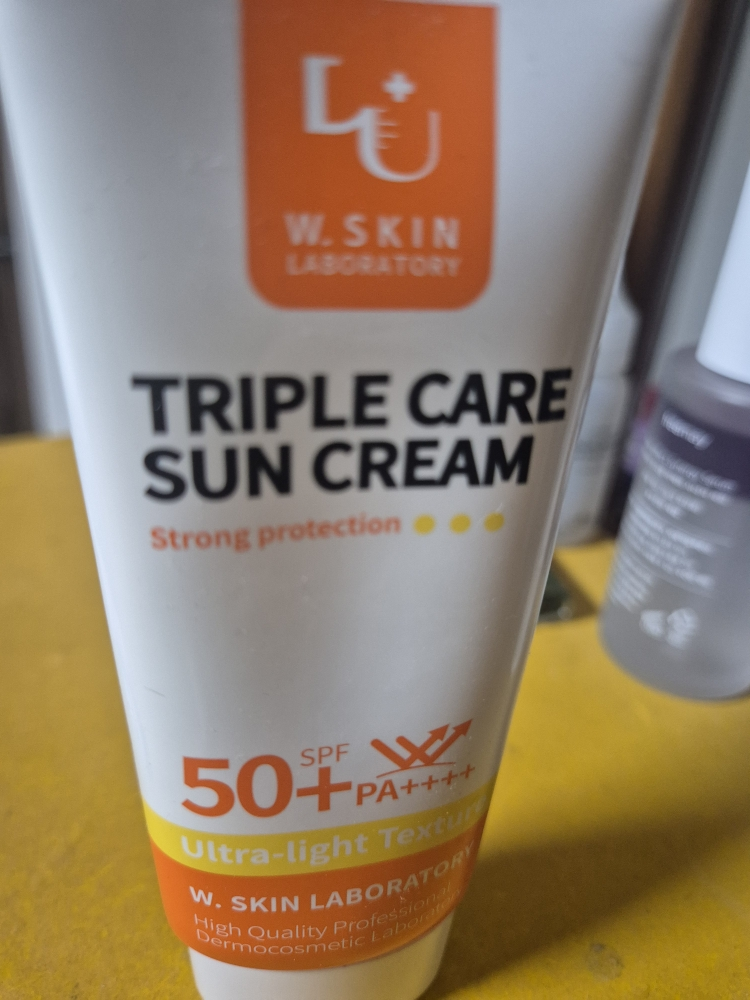 W. SKIN
LABORATORY
TRIPLE CARE
SUN CREAM
Strong protection
50+ SPF
PA++++
Ultra-light Texture
W. SKIN LABORATORY
High Quality Professional
Dermocosmetic Laboratory